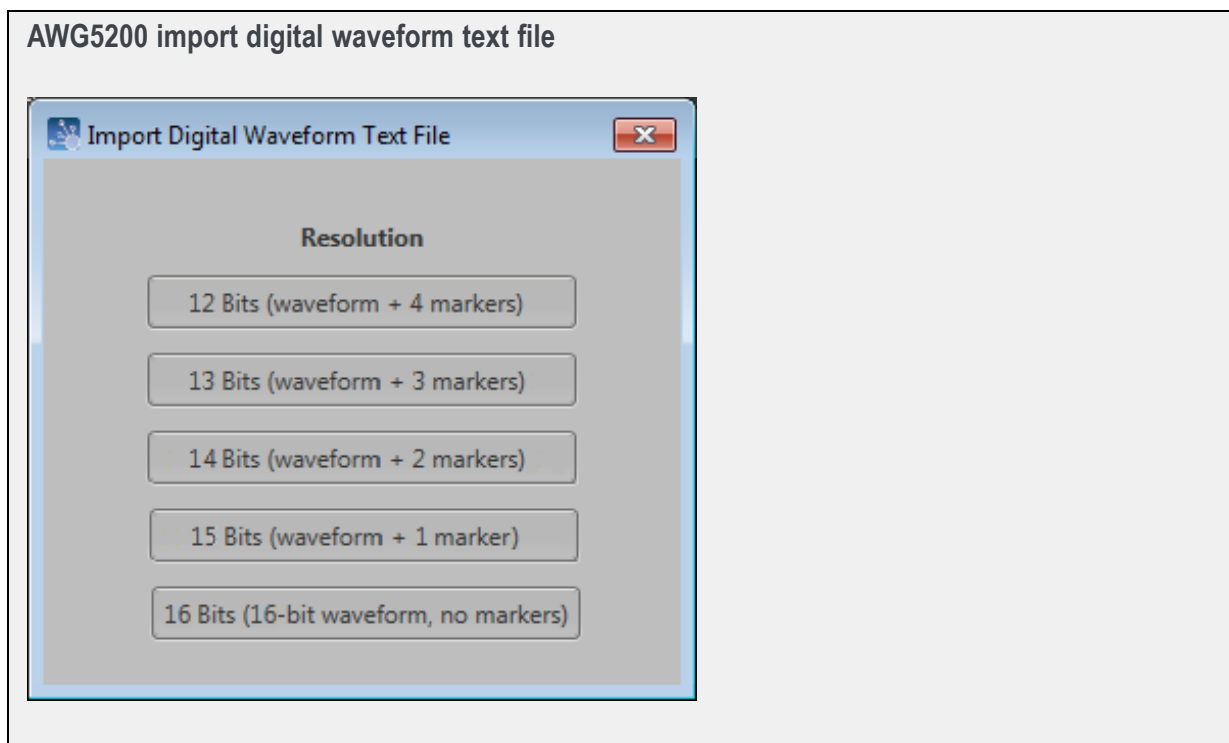 AWG5200 import digital waveform text file
Import Digital Waveform Text File
Resolution
12 Bits (waveform + 4 markers)
13 Bits (waveform + 3 markers)
14 Bits (waveform + 2 markers)
15 Bits (waveform + 1 marker)
16 Bits (16-bit waveform, no markers)